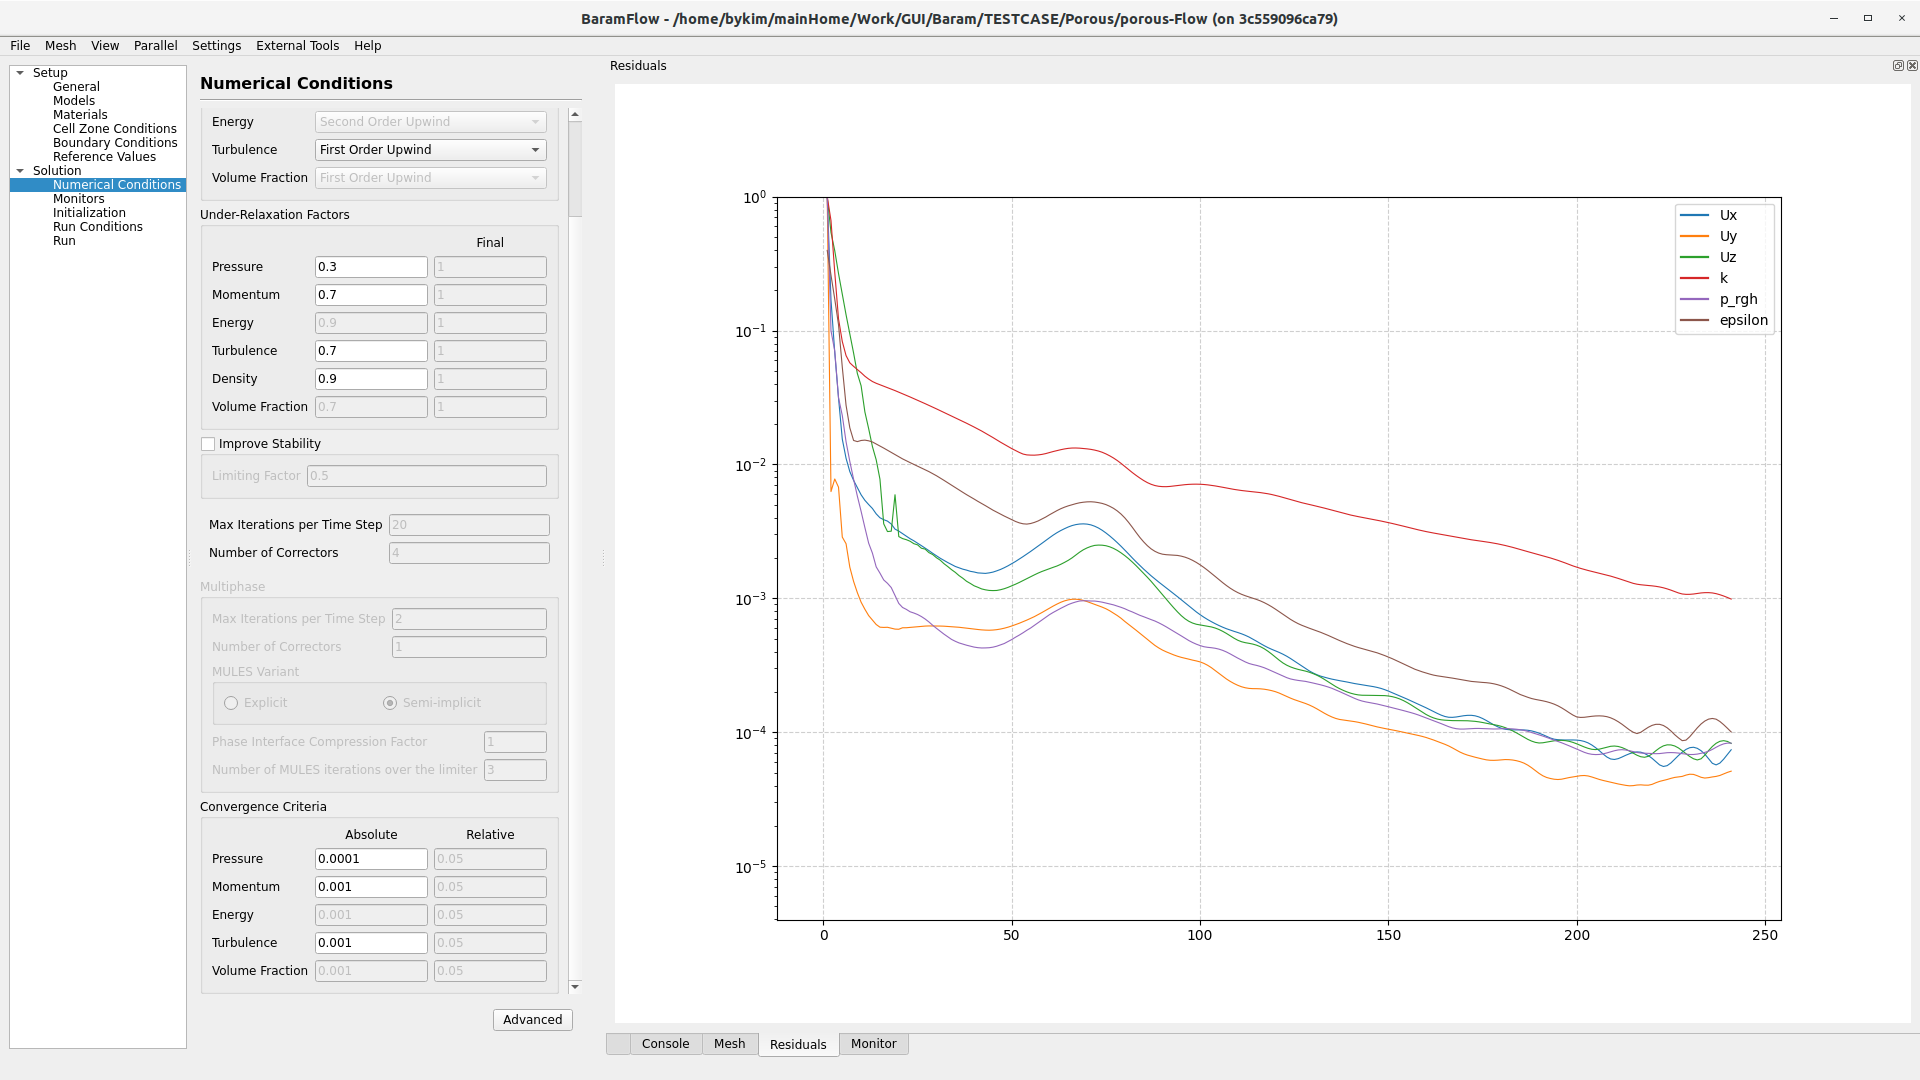 BaramFlow - /home/bykim/mainHome/Work/GUI/Baram/TESTCASE/Porous/porous-Flow (on 3c559096ca79)
File Mesh View Parallel Settings External Tools Help
Setup
General
Models
Materials
Cell Zone Conditions
Boundary Conditions
Reference Values
Solution
Numerical Conditions
Monitors
Initialization
Run Conditions
Run
Numerical Conditions
Energy Second Order Upwind
Turbulence First Order Upwind
Volume Fraction First Order Upwind
Under-Relaxation Factors
Final
Pressure 0.3 1
Momentum 0.7 1
Energy 0.9 1
Turbulence 0.7 1
Density 0.9 1
Volume Fraction 0.7 1
Improve Stability
Limiting Factor 0.5
Max Iterations per Time Step 20
Number of Correctors 4
Multiphase
Max Iterations per Time Step 2
Number of Correctors 1
MULES Variant
Explicit Semi-implicit
Phase Interface Compression Factor 1
Number of MULES iterations over the limiter 3
Convergence Criteria
Absolute Relative
Pressure 0.0001 0.05
Momentum 0.001 0.05
Energy 0.001 0.05
Turbulence 0.001 0.05
Volume Fraction 0.001 0.05
Advanced
Residuals
10⁰
10⁻¹
10⁻²
10⁻³
10⁻⁴
10⁻⁵
0 50 100 150 200 250
Ux
Uy
Uz
k
p_rgh
epsilon
Console Mesh Residuals Monitor